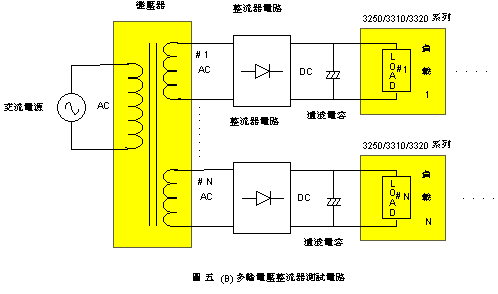 變壓器
整流器電路
3250/3310/3320 系列
# 1
AC
DC
LOAD
#1
負載
1
交流電源
AC
整流器電路
濾波電容
3250/3310/3320 系列
# N
AC
DC
LOAD
# N
負載
N
濾波電容
圖 五 (B) 多輸電壓整流器測試電路